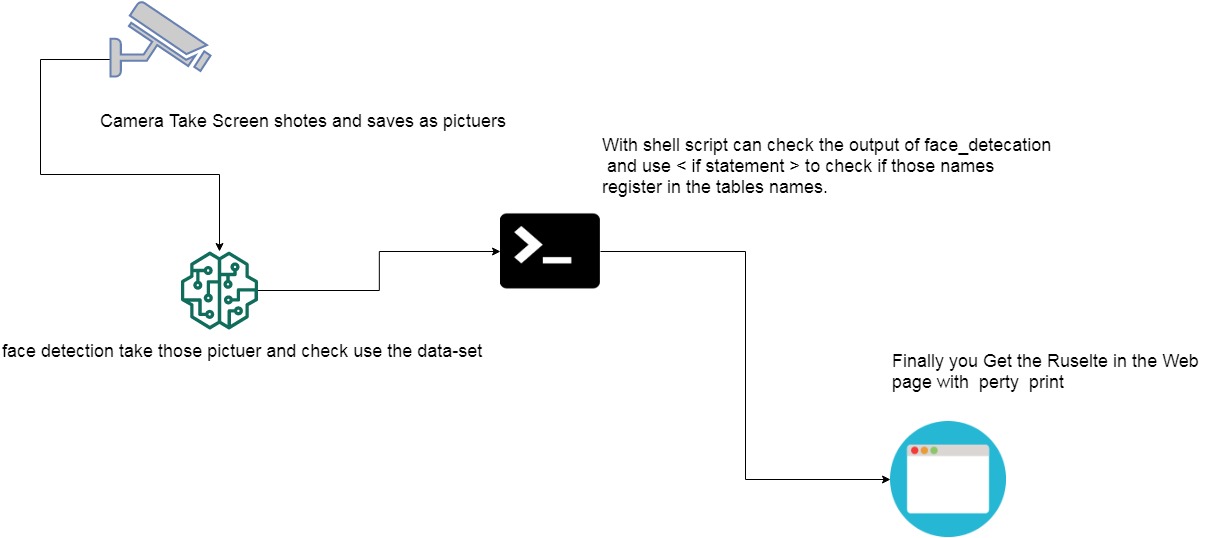 Camera Take Screen shotes and saves as pictuers
With shell script can check the output of face_detecation
and use < if statement > to check if those names
register in the tables names.
face detection take those pictuer and check use the data-set
Finally you Get the Ruselte in the Web
page with perty print